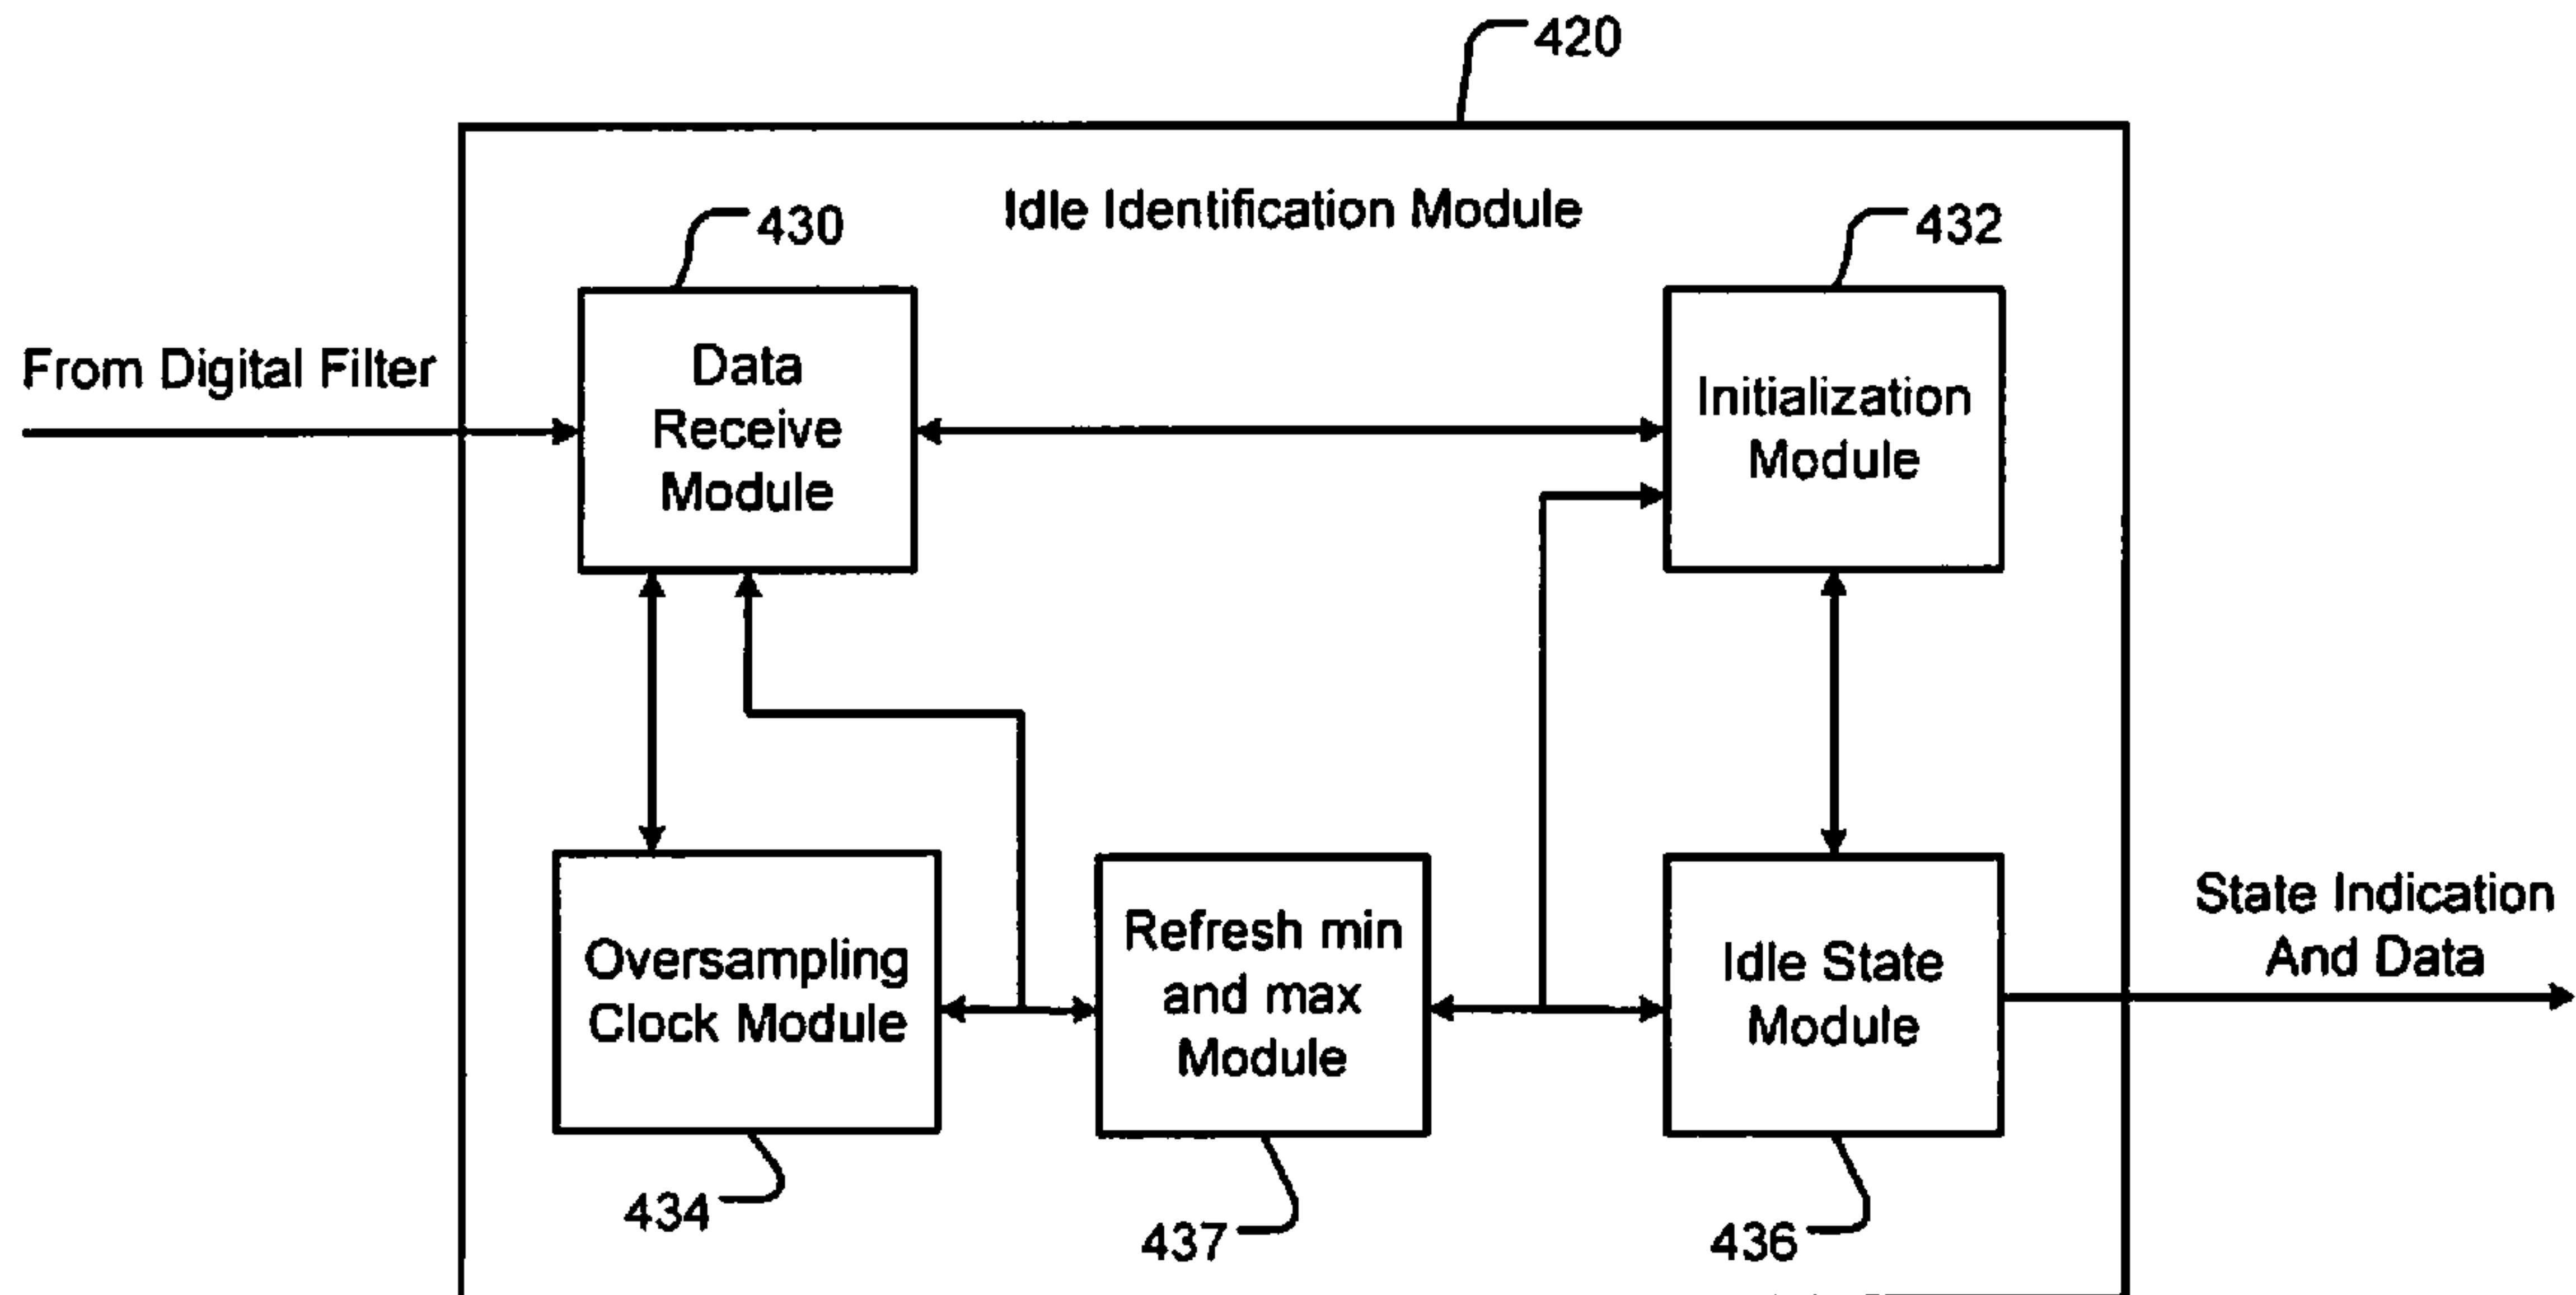 420
Idle Identification Module
430
432
From Digital Filter
Data
Receive
Module
Initialization
Module
Oversampling
Clock Module
Refresh min
and max
Module
Idle State
Module
State Indication
And Data
434
437
436